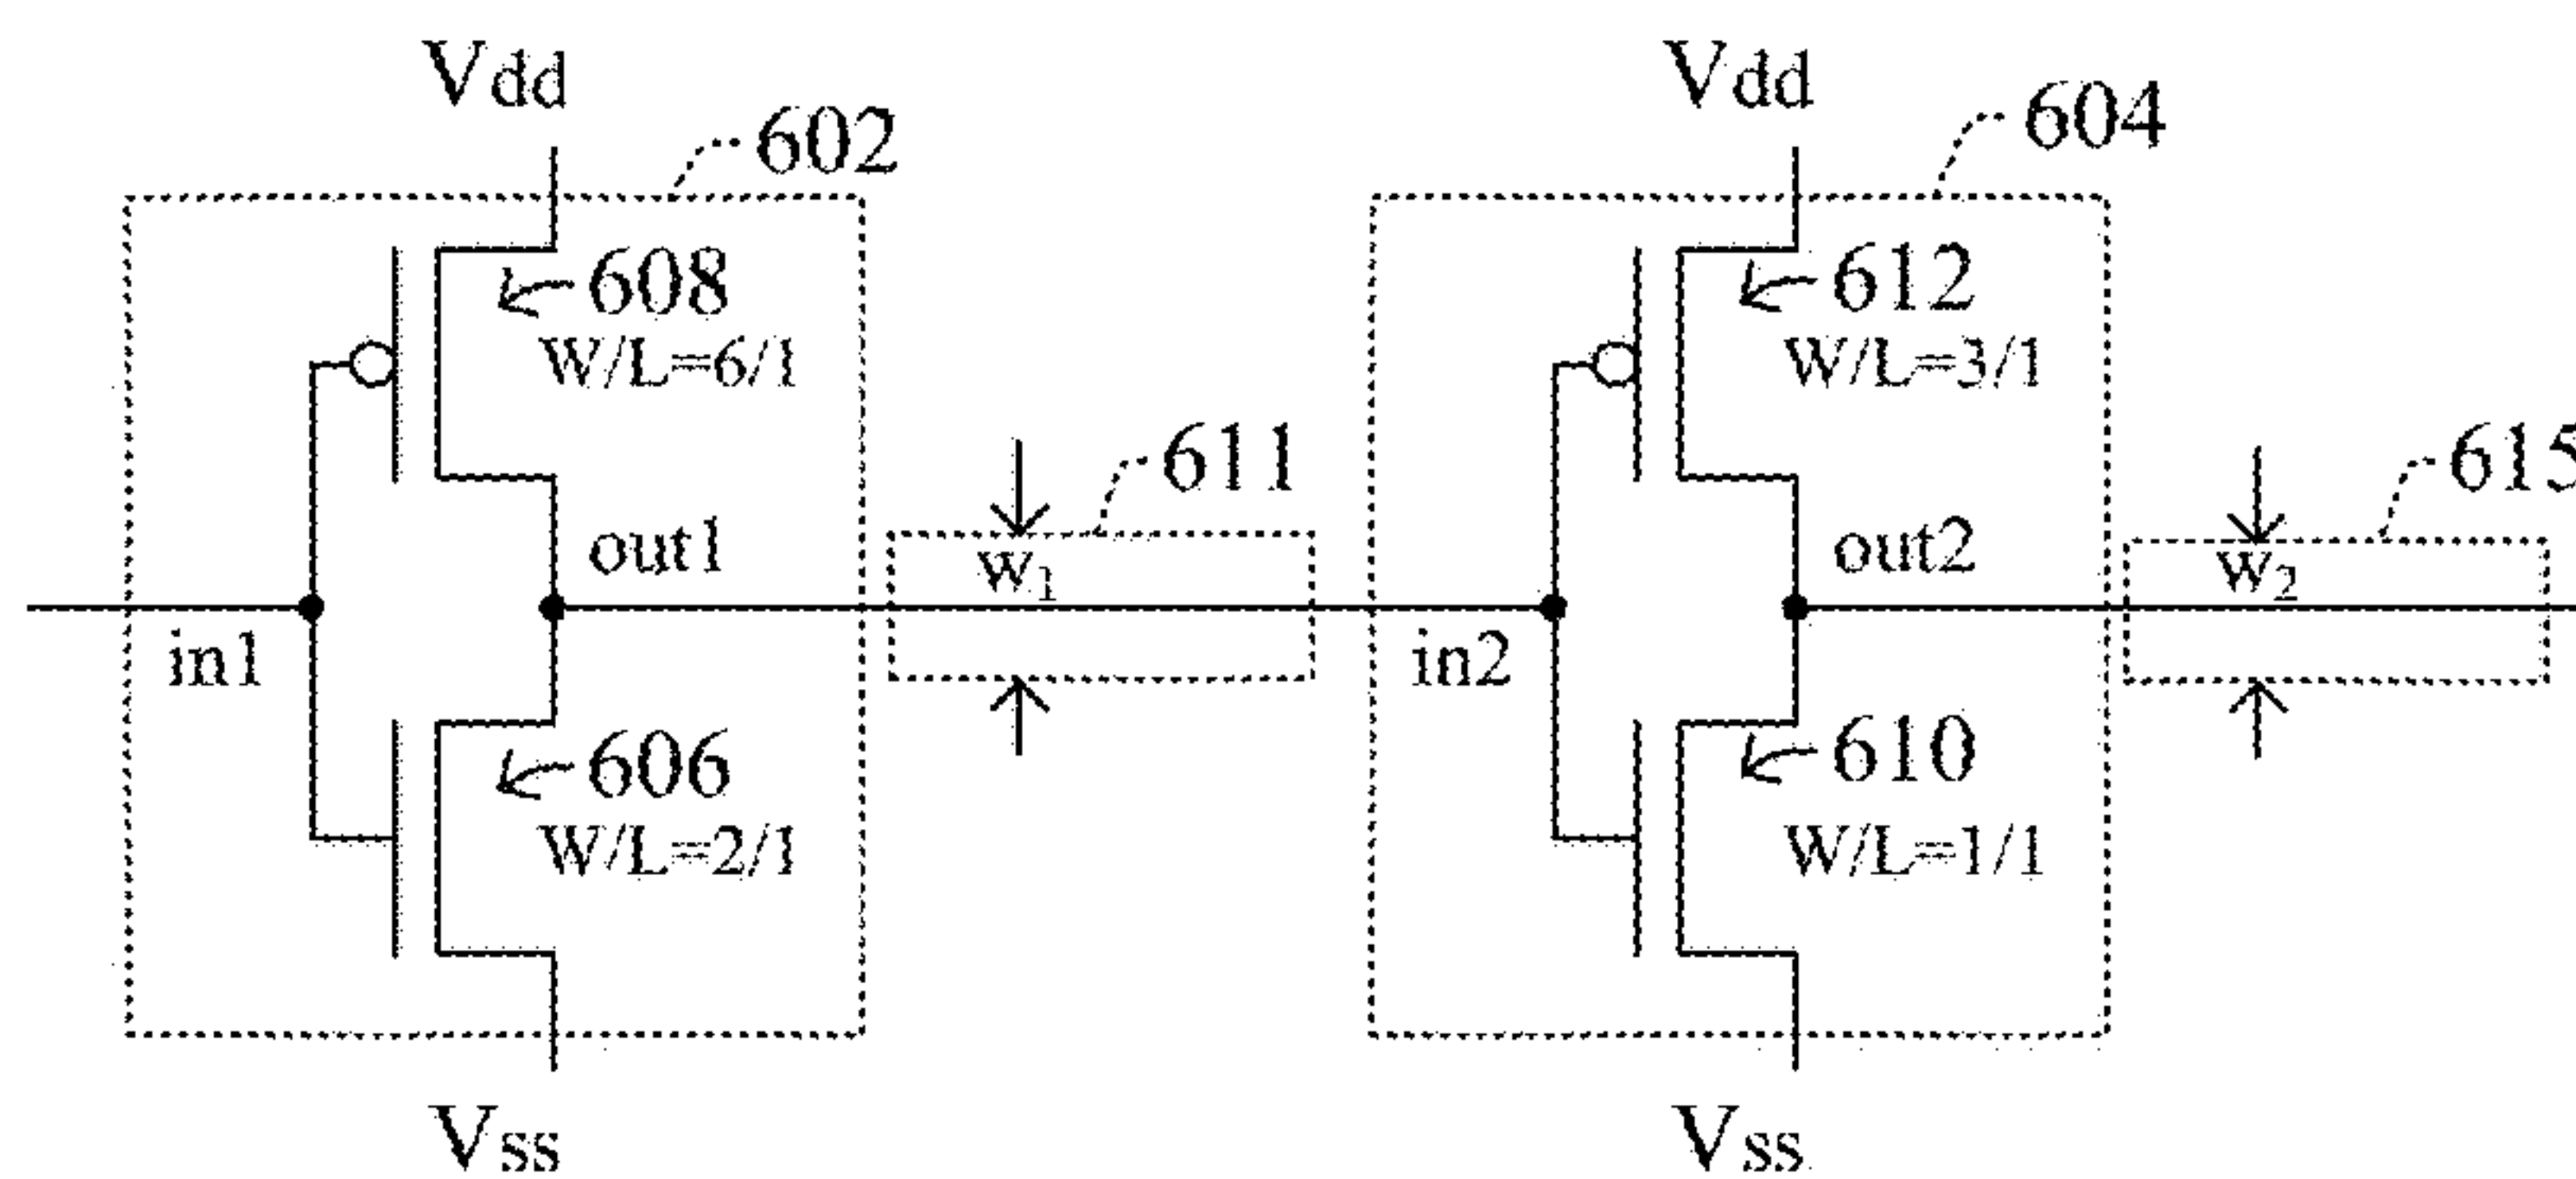 Vdd
602
608
W/L=6/1
out1
in1
606
W/L=2/1
Vss
611
w1
Vdd
604
612
W/L=3/1
out2
in2
610
W/L=1/1
Vss
615
w2